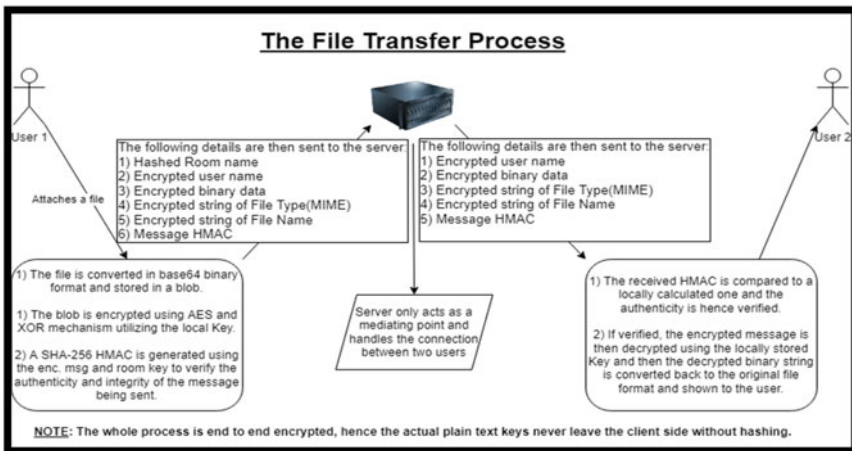 The File Transfer Process
User 1
User 2
Attaches a file
The following details are then sent to the server:
1) Hashed Room name
2) Encrypted user name
3) Encrypted binary data
4) Encrypted string of File Type(MIME)
5) Encrypted string of File Name
6) Message HMAC
The following details are then sent to the server:
1) Encrypted user name
2) Encrypted binary data
3) Encrypted string of File Type(MIME)
4) Encrypted string of File Name
5) Message HMAC
1) The file is converted in base64 binary
format and stored in a blob.
1) The blob is encrypted using AES and
XOR mechanism utilizing the local Key.
2) A SHA-256 HMAC is generated using
the enc. msg and room key to verify the
authenticity and integrity of the message
being sent.
Server only acts as a
mediating point and
handles the connection
between two users
1) The received HMAC is compared to a
locally calculated one and the
authenticity is hence verified.
2) If verified, the encrypted message is
then decrypted using the locally stored
Key and then the decrypted binary string
is converted back to the original file
format and shown to the user.
NOTE: The whole process is end to end encrypted, hence the actual plain text keys never leave the client side without hashing.